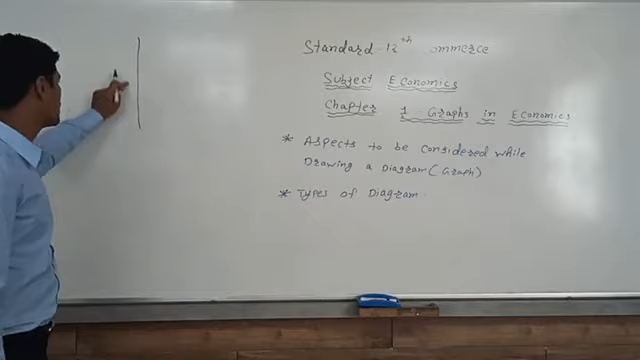 Standard 12th ommerce
Subject Economics
Chapter 1 Graphs in Economics
* Aspects to be considered while
Drawing a Diagram (Graph)
* Types of Diagram